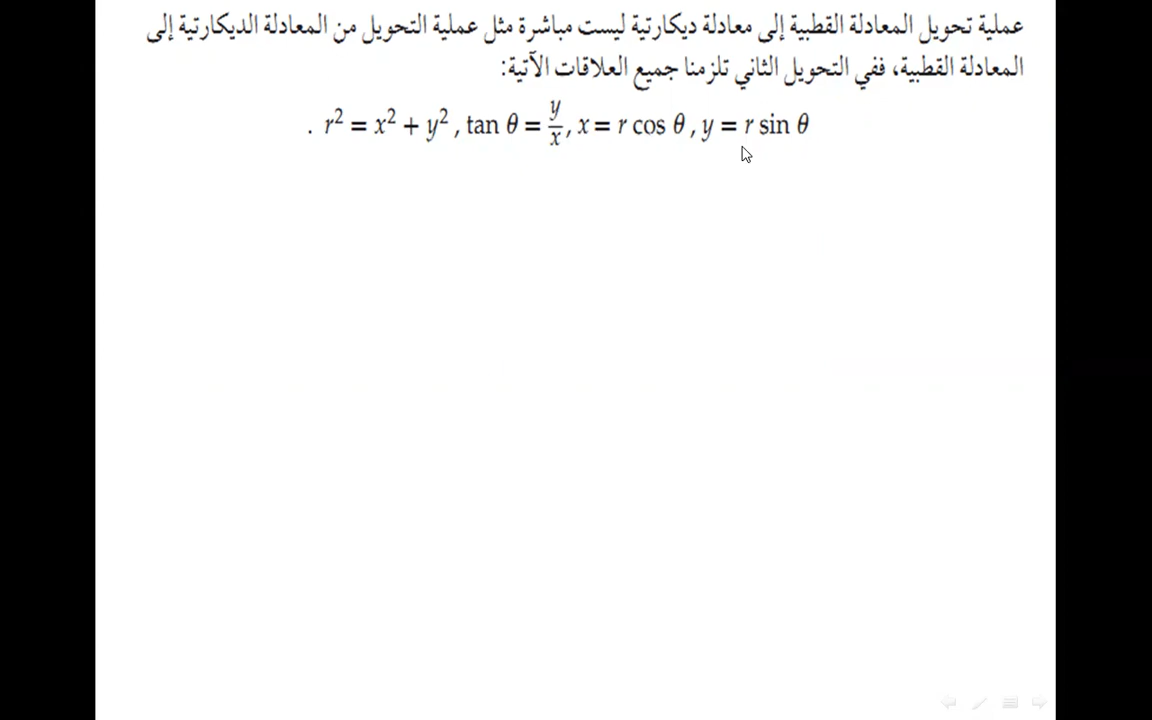 عملية تحويل المعادلة القطبية إلى معادلة ديكارتية ليست مباشرة مثل عملية التحويل من المعادلة الديكارتية إلى
المعادلة القطبية، ففي التحويل الثاني تلزمنا جميع العلاقات الآتية:
. r² = x² + y² , tan θ = y/x , x = r cos θ , y = r sin θ